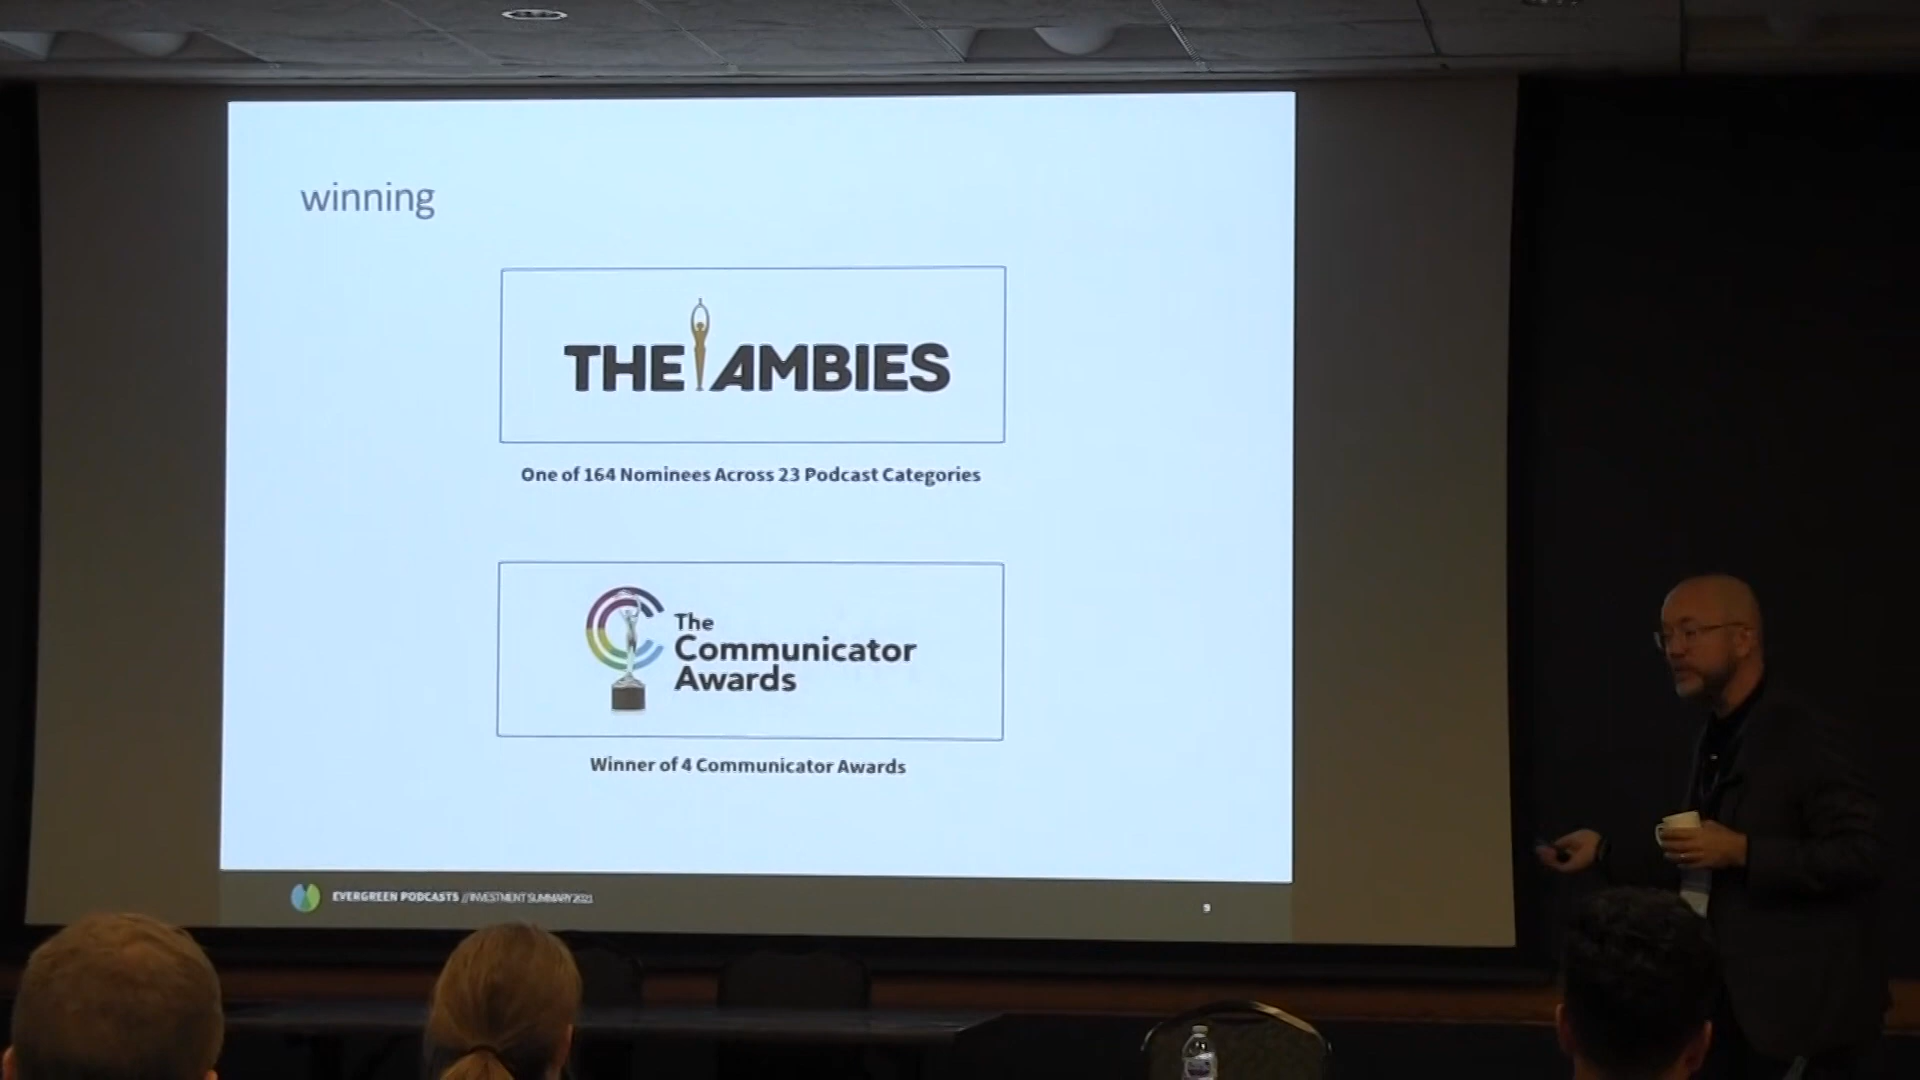 winning
THE AMBIES
One of 164 Nominees Across 23 Podcast Categories
The
Communicator
Awards
Winner of 4 Communicator Awards
EVERGREEN PODCASTS // INVESTMENT SUMMARY 2021
9